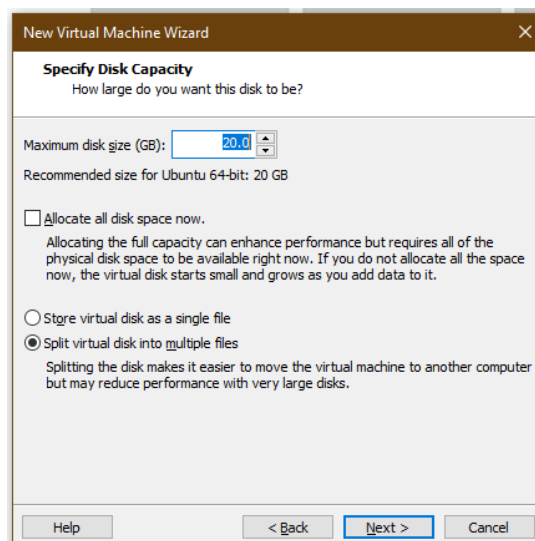 New Virtual Machine Wizard
Specify Disk Capacity
How large do you want this disk to be?
Maximum disk size (GB): 20.0
Recommended size for Ubuntu 64-bit: 20 GB
Allocate all disk space now.
Allocating the full capacity can enhance performance but requires all of the
physical disk space to be available right now. If you do not allocate all the space
now, the virtual disk starts small and grows as you add data to it.
Store virtual disk as a single file
Split virtual disk into multiple files
Splitting the disk makes it easier to move the virtual machine to another computer
but may reduce performance with very large disks.
Help < Back Next > Cancel